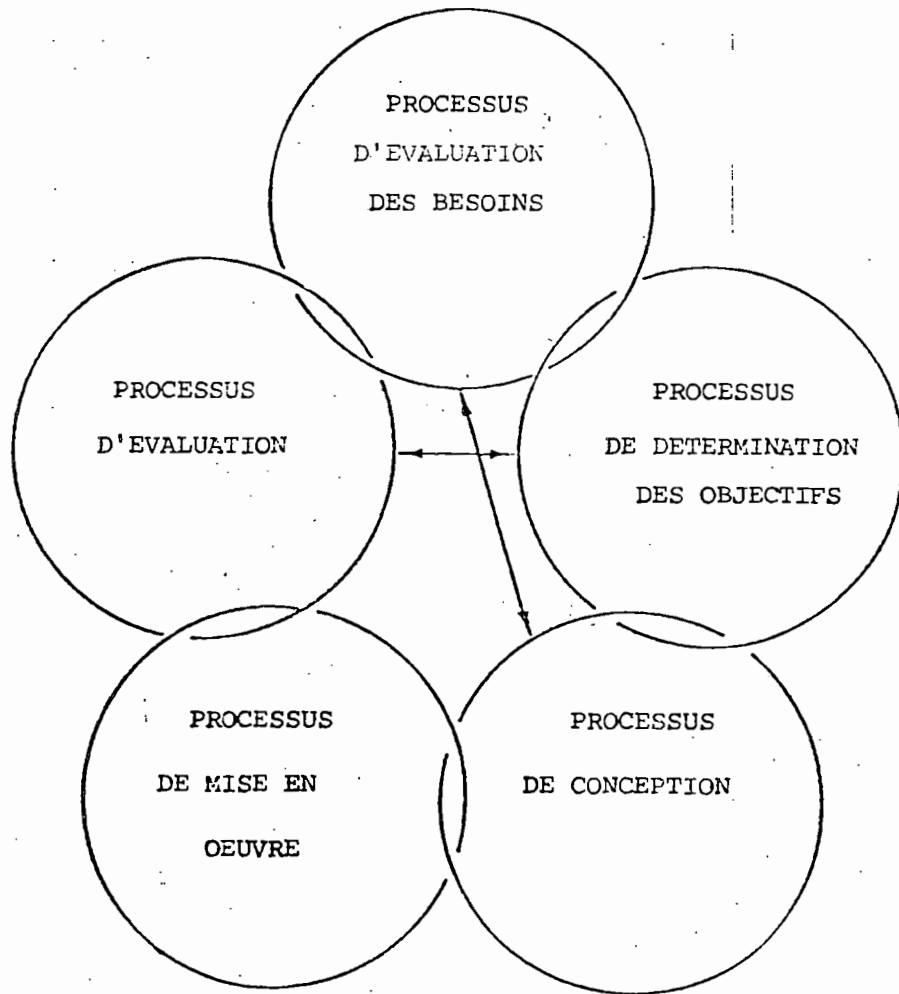 PROCESSUS
D'EVALUATION
DES BESOINS
PROCESSUS
D'EVALUATION
PROCESSUS
DE DETERMINATION
DES OBJECTIFS
PROCESSUS
DE MISE EN
OEUVRE
PROCESSUS
DE CONCEPTION